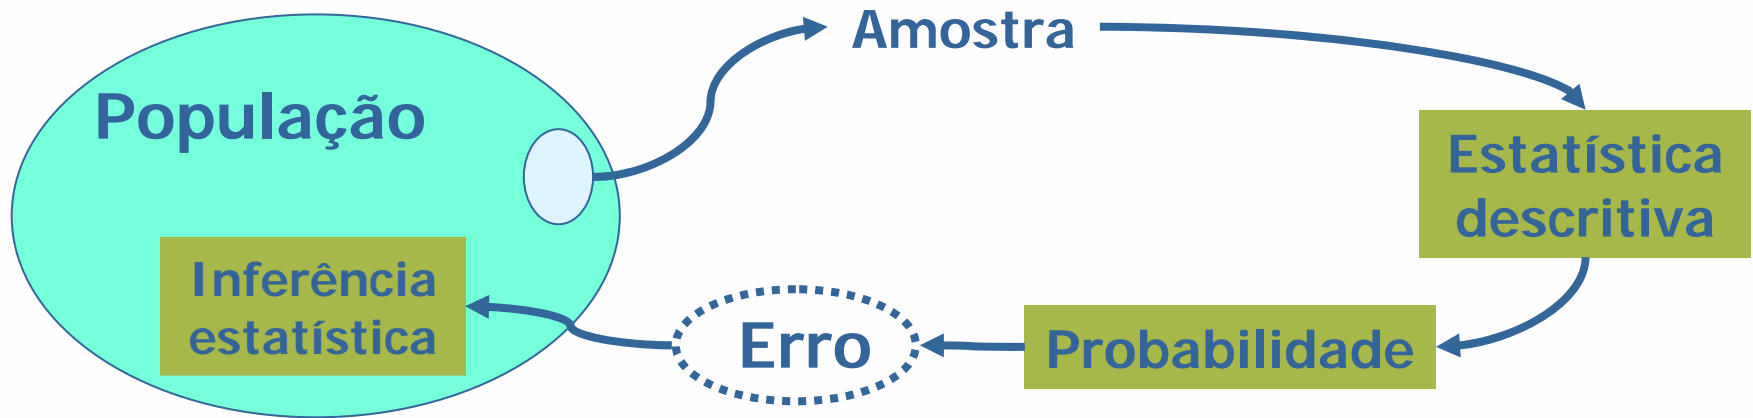 Amostra
População
Estatística
descritiva
Inferência
estatística
Erro
Probabilidade